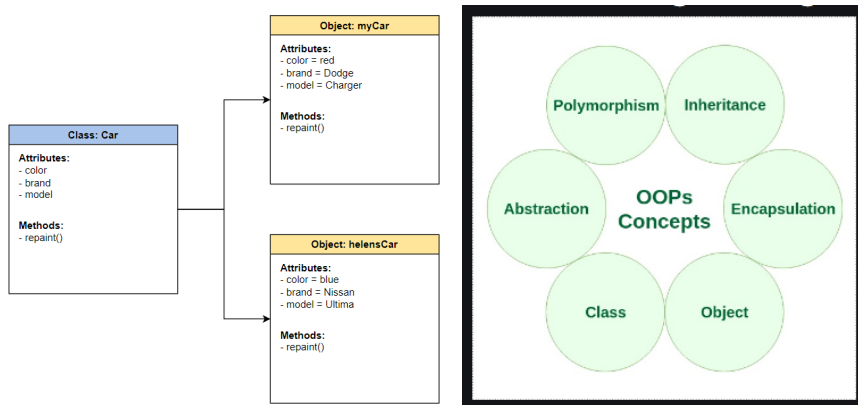 Class: Car
Attributes:
- color
- brand
- model
Methods:
- repaint()
Object: myCar
Attributes:
- color = red
- brand = Dodge
- model = Charger
Methods:
- repaint()
Object: helensCar
Attributes:
- color = blue
- brand = Nissan
- model = Ultima
Methods:
- repaint()
Polymorphism
Inheritance
Abstraction
OOPs
Concepts
Encapsulation
Class
Object